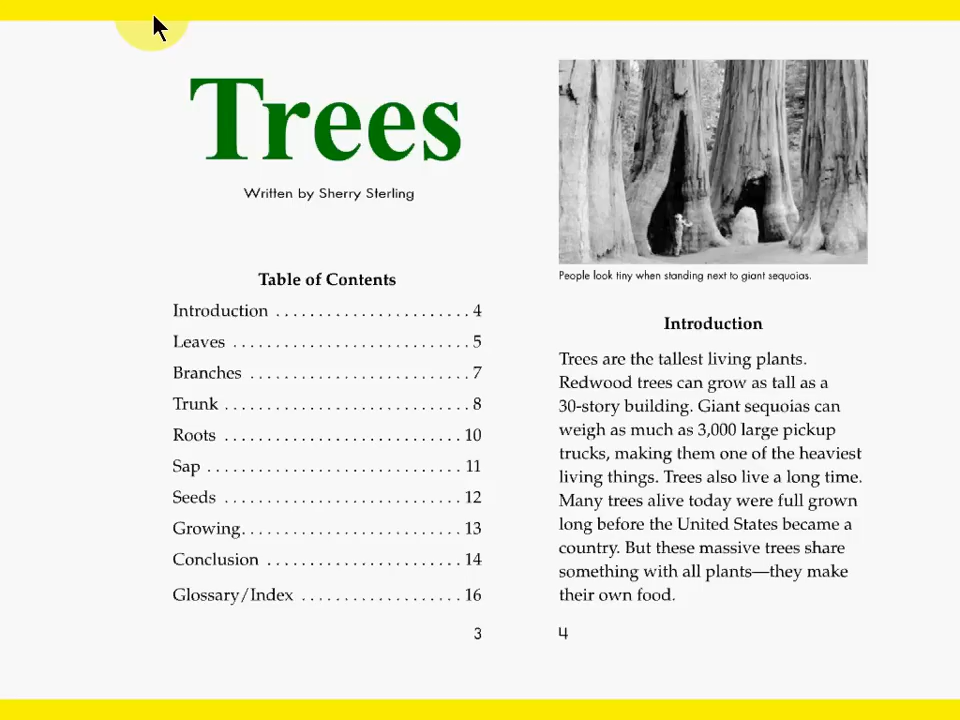 Trees
Written by Sherry Sterling
Table of Contents
Introduction ....................... 4
Leaves ............................ 5
Branches .......................... 7
Trunk ............................. 8
Roots ............................ 10
Sap .............................. 11
Seeds ............................ 12
Growing.......................... 13
Conclusion ....................... 14
Glossary/Index ................... 16
3
People look tiny when standing next to giant sequoias.
Introduction
Trees are the tallest living plants.
Redwood trees can grow as tall as a
30-story building. Giant sequoias can
weigh as much as 3,000 large pickup
trucks, making them one of the heaviest
living things. Trees also live a long time.
Many trees alive today were full grown
long before the United States became a
country. But these massive trees share
something with all plants—they make
their own food.
4